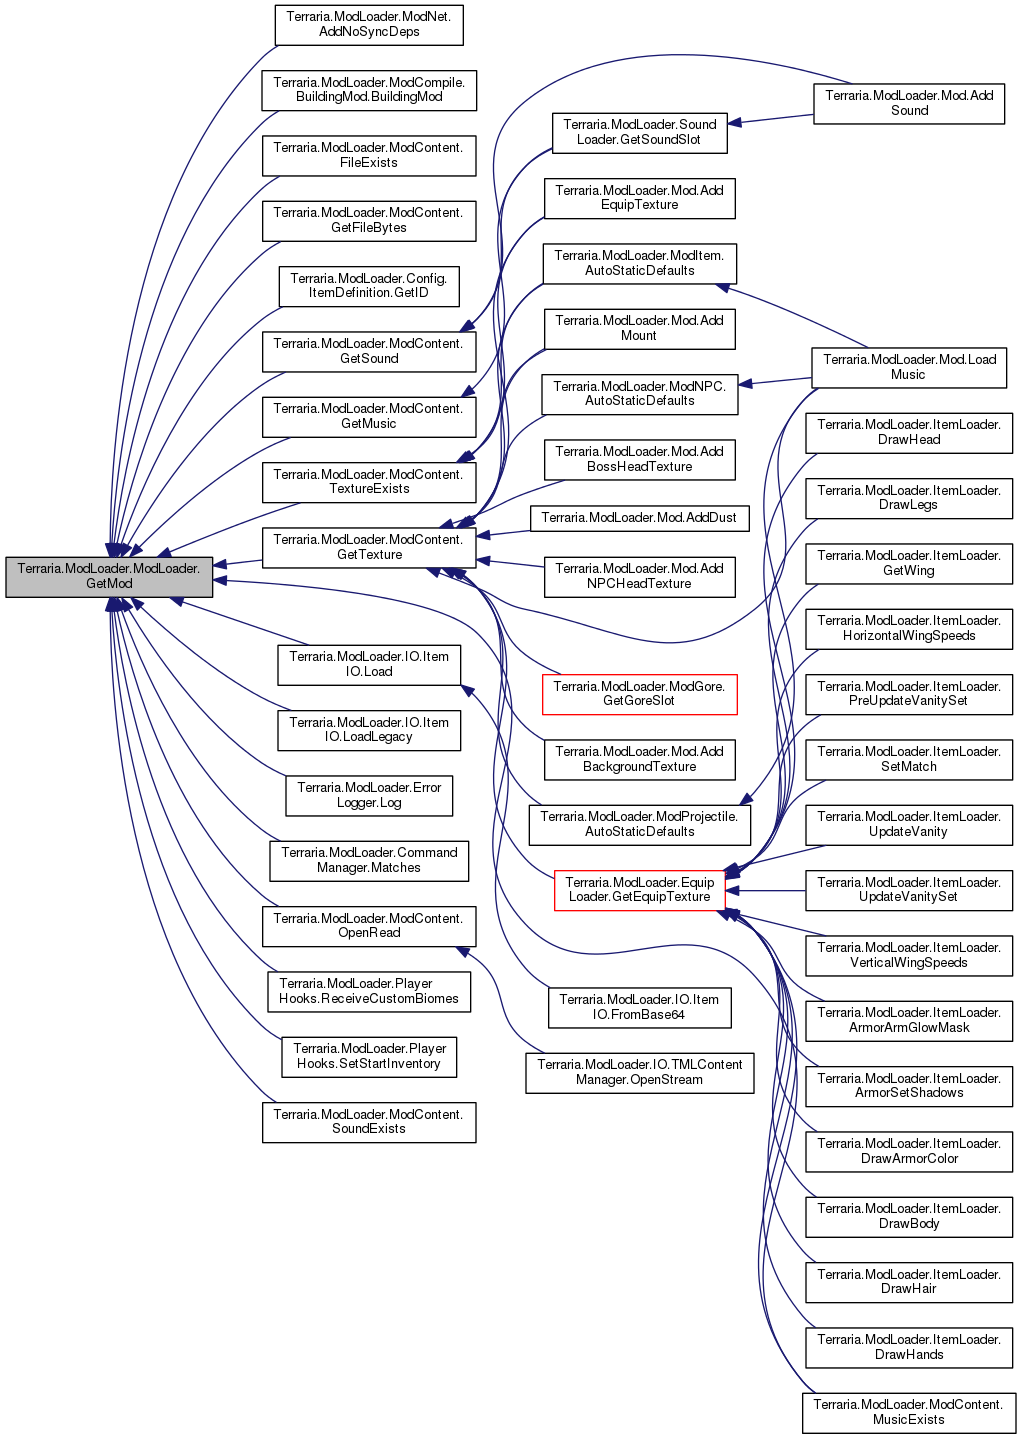 Terraria.ModLoader.ModLoader.
GetMod
Terraria.ModLoader.ModNet.
AddNoSyncDeps
Terraria.ModLoader.ModCompile.
BuildingMod.BuildingMod
Terraria.ModLoader.ModContent.
FileExists
Terraria.ModLoader.ModContent.
GetFileBytes
Terraria.ModLoader.Config.
ItemDefinition.GetID
Terraria.ModLoader.ModContent.
GetSound
Terraria.ModLoader.ModContent.
GetMusic
Terraria.ModLoader.ModContent.
TextureExists
Terraria.ModLoader.ModContent.
GetTexture
Terraria.ModLoader.IO.Item
IO.Load
Terraria.ModLoader.IO.Item
IO.LoadLegacy
Terraria.ModLoader.Error
Logger.Log
Terraria.ModLoader.Command
Manager.Matches
Terraria.ModLoader.ModContent.
OpenRead
Terraria.ModLoader.Player
Hooks.ReceiveCustomBiomes
Terraria.ModLoader.Player
Hooks.SetStartInventory
Terraria.ModLoader.ModContent.
SoundExists
Terraria.ModLoader.Sound
Loader.GetSoundSlot
Terraria.ModLoader.Mod.Add
EquipTexture
Terraria.ModLoader.ModItem.
AutoStaticDefaults
Terraria.ModLoader.Mod.Add
Mount
Terraria.ModLoader.ModNPC.
AutoStaticDefaults
Terraria.ModLoader.Mod.Add
BossHeadTexture
Terraria.ModLoader.Mod.AddDust
Terraria.ModLoader.Mod.Add
NPCHeadTexture
Terraria.ModLoader.ModGore.
GetGoreSlot
Terraria.ModLoader.Mod.Add
BackgroundTexture
Terraria.ModLoader.ModProjectile.
AutoStaticDefaults
Terraria.ModLoader.Equip
Loader.GetEquipTexture
Terraria.ModLoader.IO.Item
IO.FromBase64
Terraria.ModLoader.IO.TMLContent
Manager.OpenStream
Terraria.ModLoader.Mod.Add
Sound
Terraria.ModLoader.Mod.Load
Music
Terraria.ModLoader.ItemLoader.
DrawHead
Terraria.ModLoader.ItemLoader.
DrawLegs
Terraria.ModLoader.ItemLoader.
GetWing
Terraria.ModLoader.ItemLoader.
HorizontalWingSpeeds
Terraria.ModLoader.ItemLoader.
PreUpdateVanitySet
Terraria.ModLoader.ItemLoader.
SetMatch
Terraria.ModLoader.ItemLoader.
UpdateVanity
Terraria.ModLoader.ItemLoader.
UpdateVanitySet
Terraria.ModLoader.ItemLoader.
VerticalWingSpeeds
Terraria.ModLoader.ItemLoader.
ArmorArmGlowMask
Terraria.ModLoader.ItemLoader.
ArmorSetShadows
Terraria.ModLoader.ItemLoader.
DrawArmorColor
Terraria.ModLoader.ItemLoader.
DrawBody
Terraria.ModLoader.ItemLoader.
DrawHair
Terraria.ModLoader.ItemLoader.
DrawHands
Terraria.ModLoader.ModContent.
MusicExists